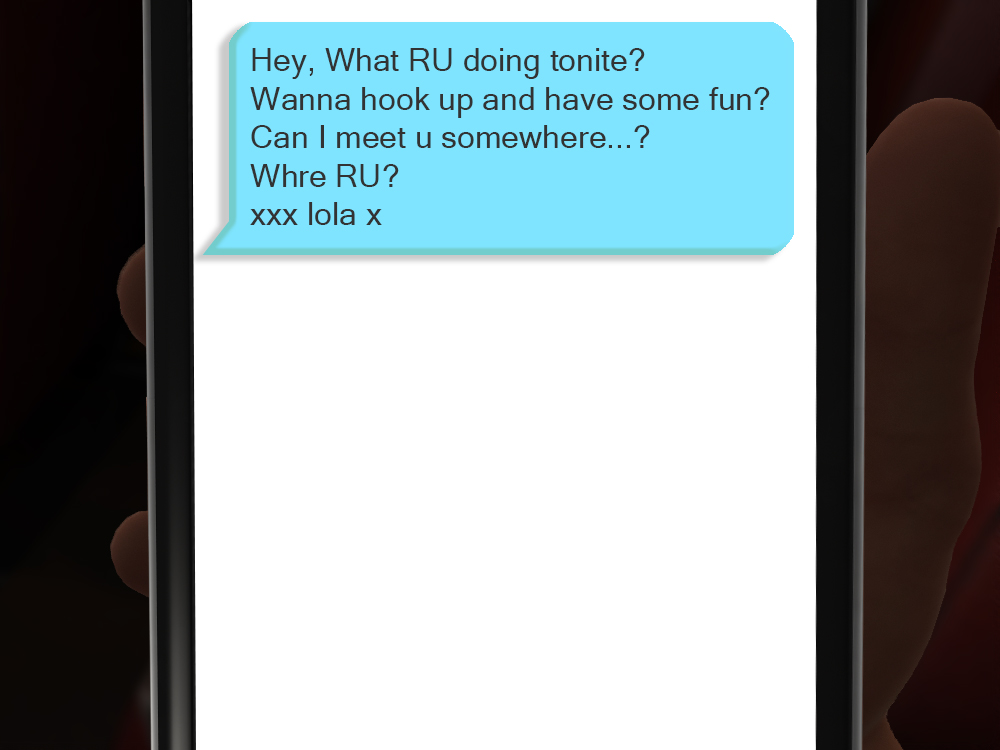 Hey, What RU doing tonite?
Wanna hook up and have some fun?
Can I meet u somewhere...?
Whre RU?
xxx lola x